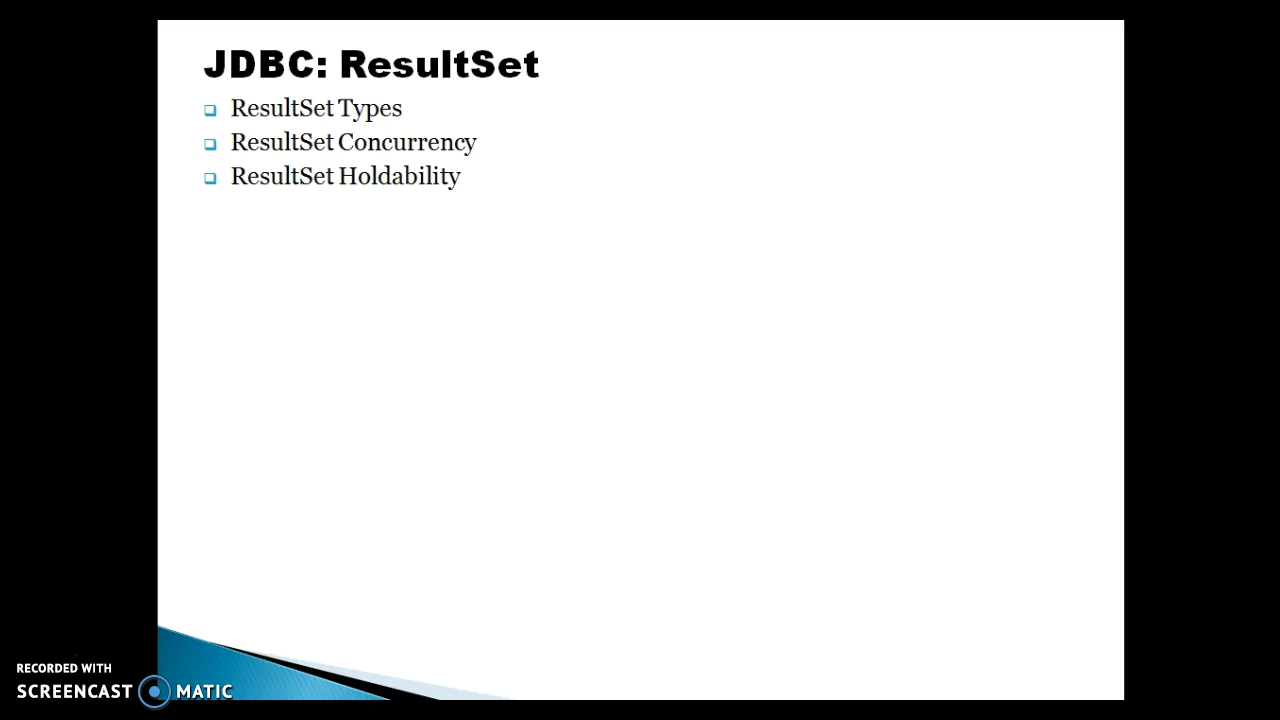 JDBC: ResultSet
ResultSet Types
ResultSet Concurrency
ResultSet Holdability
RECORDED WITH
SCREENCAST MATIC